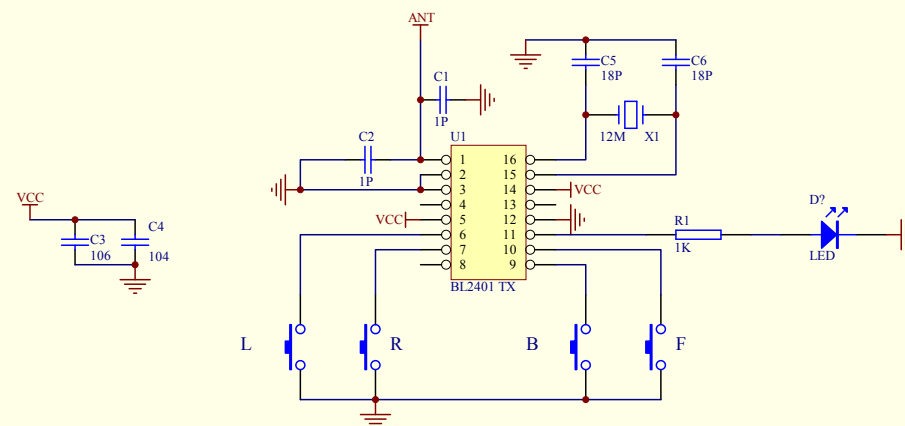 ANT
C1
1P
C5
18P
C6
18P
12M X1
C2
1P
U1
1 16
2 15
3 14
4 13
5 12
6 11
7 10
8 9
BL2401 TX
VCC
VCC
VCC
C3
106
C4
104
R1
1K
D?
LED
L
R
B
F